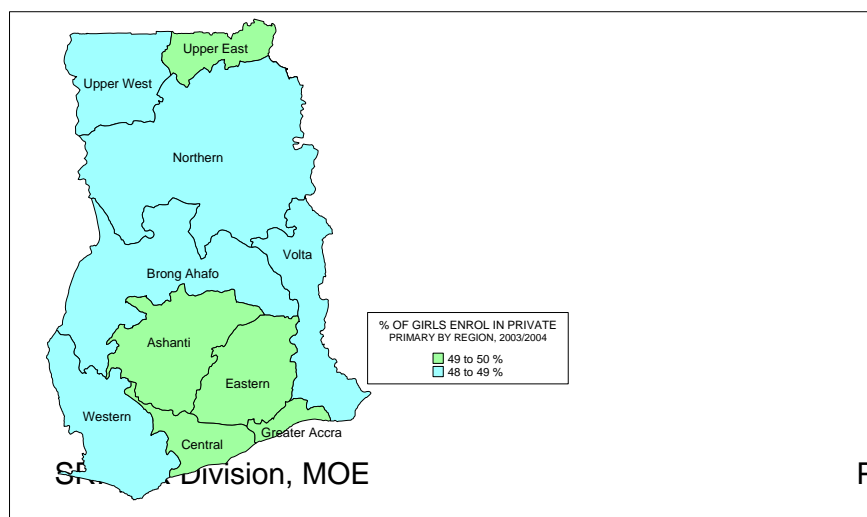 Upper East
Upper West
Northern
Volta
Brong Ahafo
% OF GIRLS ENROL IN PRIVATE
PRIMARY BY REGION, 2003/2004
49 to 50 %
48 to 49 %
Ashanti
Eastern
Western
Greater Accra
Central
Division, MOE